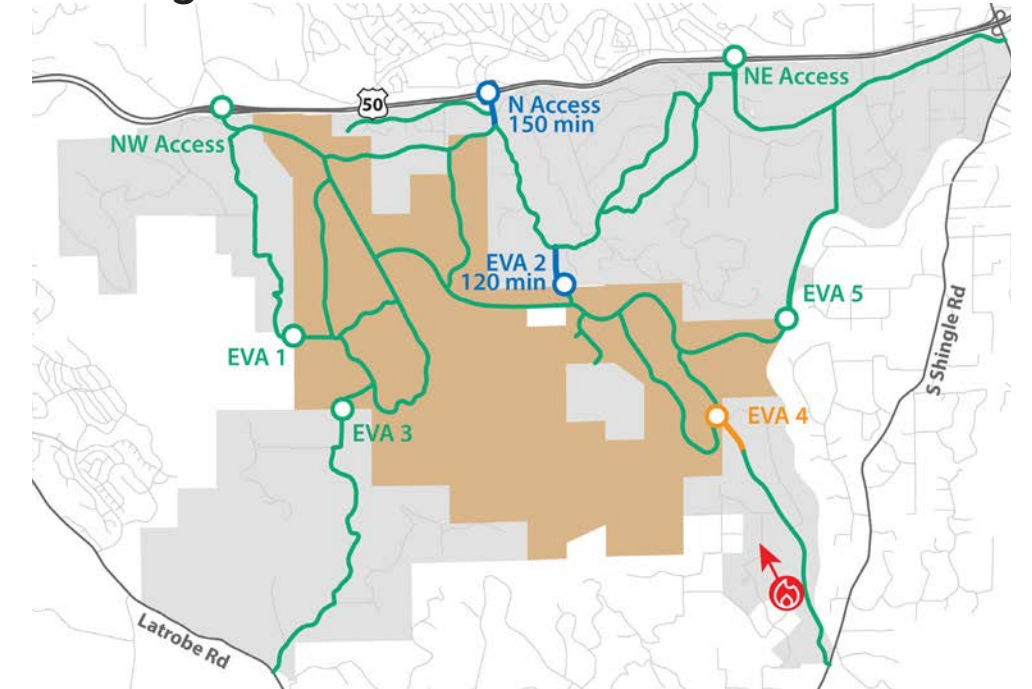 50
N Access
150 min
NE Access
NW Access
EVA 2
120 min
EVA 5
EVA 1
S Shingle Rd
EVA 4
EVA 3
Latrobe Rd